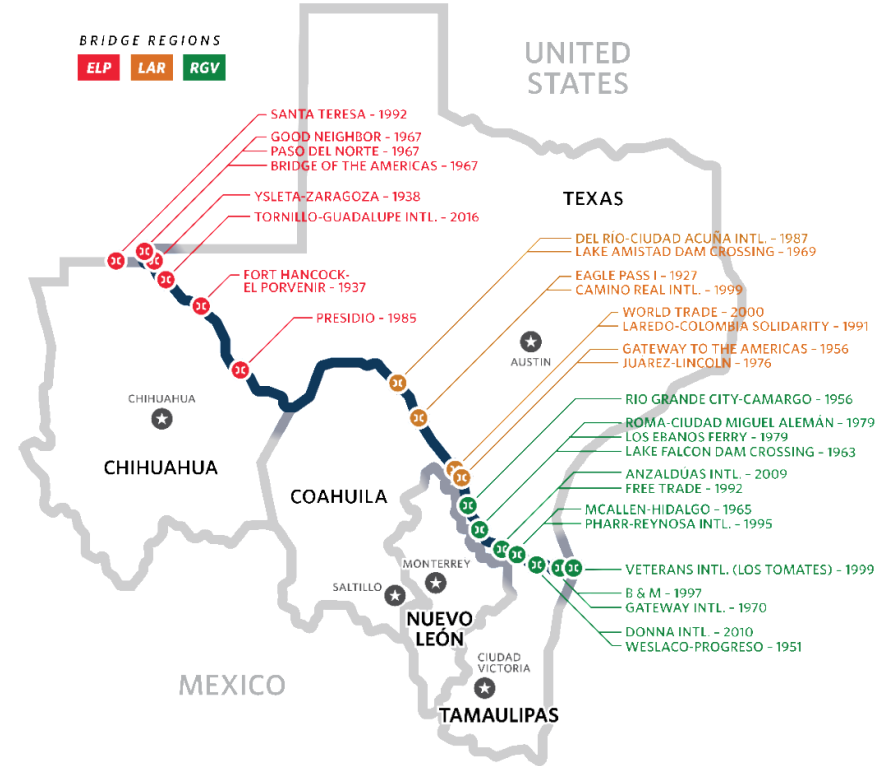 BRIDGE REGIONS
ELP LAR RGV
UNITED
STATES
SANTA TERESA - 1992
GOOD NEIGHBOR - 1967
PASO DEL NORTE - 1967
BRIDGE OF THE AMERICAS - 1967
YSLETA-ZARAGOZA - 1938
TORNILLO-GUADALUPE INTL. - 2016
FORT HANCOCK-
EL PORVENIR - 1937
PRESIDIO - 1985
TEXAS
DEL RÍO-CIUDAD ACUÑA INTL. - 1987
LAKE AMISTAD DAM CROSSING - 1969
EAGLE PASS I - 1927
CAMINO REAL INTL. - 1999
WORLD TRADE - 2000
LAREDO-COLOMBIA SOLIDARITY - 1991
GATEWAY TO THE AMERICAS - 1956
JUAREZ-LINCOLN - 1976
AUSTIN
RIO GRANDE CITY-CAMARGO - 1956
ROMA-CIUDAD MIGUEL ALEMÁN - 1979
LOS EBANOS FERRY - 1979
LAKE FALCON DAM CROSSING - 1963
ANZALDÚAS INTL. - 2009
FREE TRADE - 1992
MCALLEN-HIDALGO - 1965
PHARR-REYNOSA INTL. - 1995
VETERANS INTL. (LOS TOMATES) - 1999
B & M - 1997
GATEWAY INTL. - 1970
DONNA INTL. - 2010
WESLACO-PROGRESO - 1951
CHIHUAHUA
CHIHUAHUA
COAHUILA
MONTERREY
SALTILLO
NUEVO
LEÓN
CIUDAD
VICTORIA
TAMAULIPAS
MEXICO